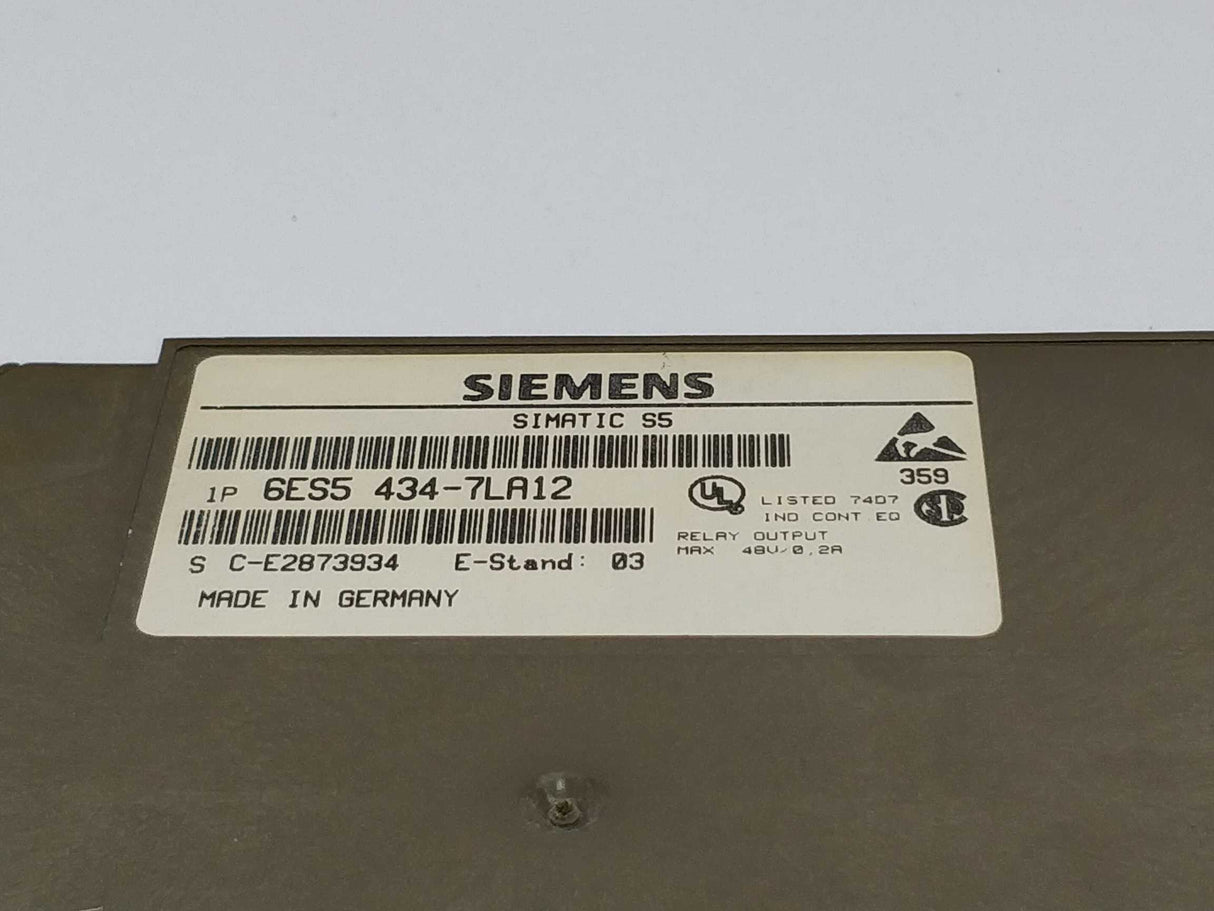 SIEMENS
SIMATIC S5
359
1P 6ES5 434-7LA12
UL
LISTED 74D7
IND CONT EQ
RELAY OUTPUT
MAX 48V/0,2A
S C-E2873934 E-Stand: 03
MADE IN GERMANY